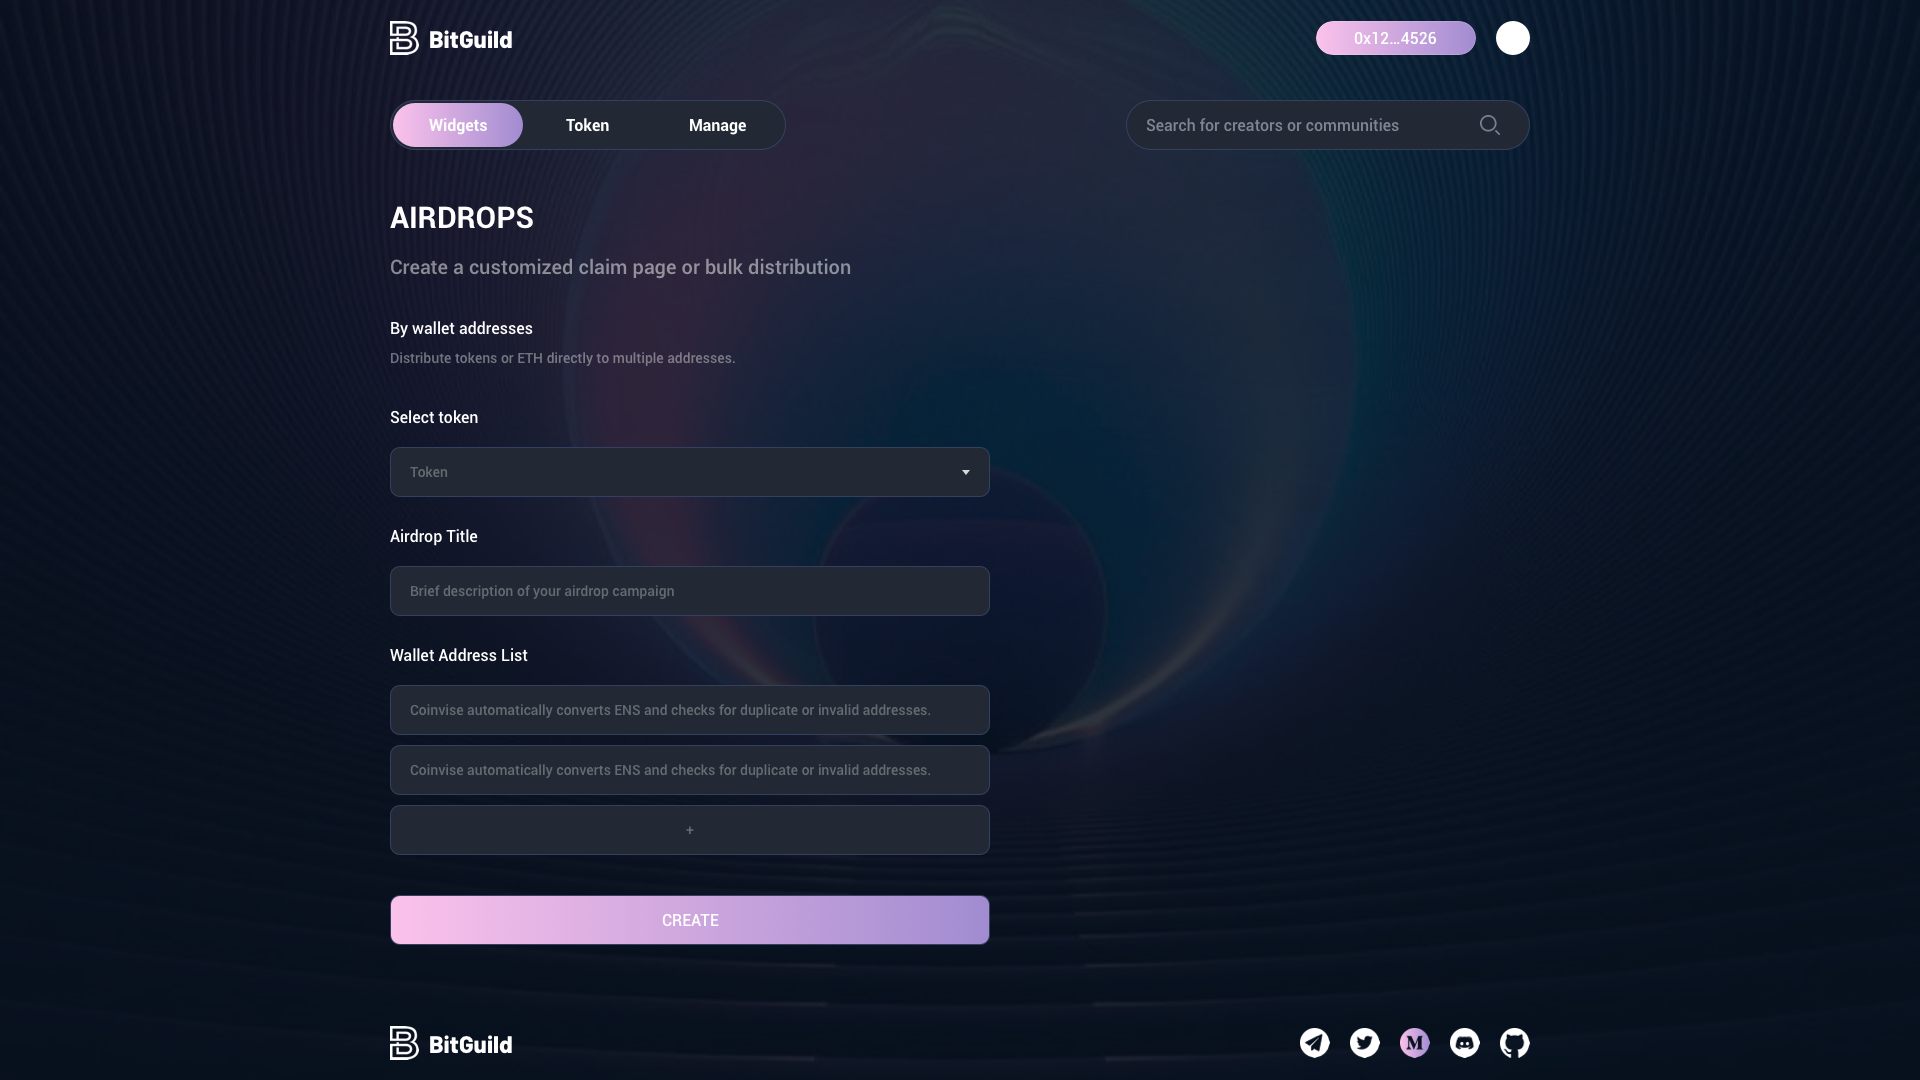 BitGuild
0x12...4526
Widgets
Token
Manage
Search for creators or communities
AIRDROPS
Create a customized claim page or bulk distribution
By wallet addresses
Distribute tokens or ETH directly to multiple addresses.
Select token
Token
Airdrop Title
Brief description of your airdrop campaign
Wallet Address List
Coinvise automatically converts ENS and checks for duplicate or invalid addresses.
Coinvise automatically converts ENS and checks for duplicate or invalid addresses.
+
CREATE
BitGuild
M